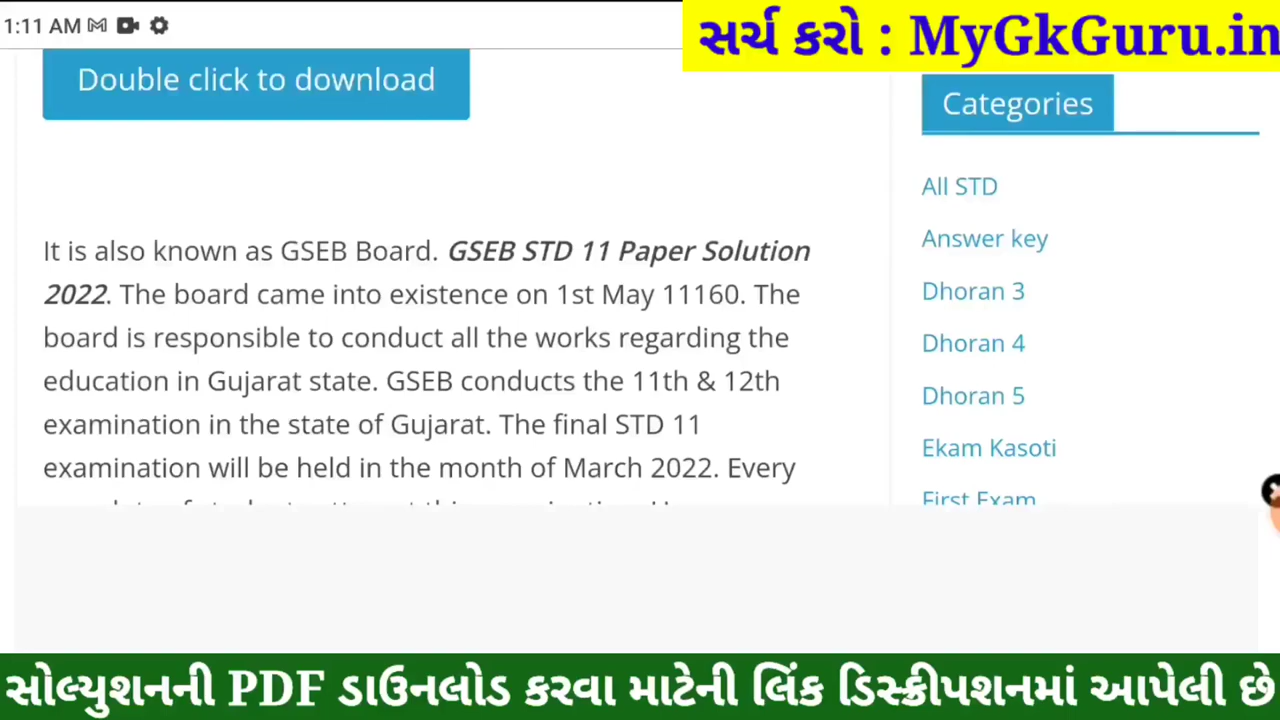 1:11 AM
સર્ચ કરો : MyGkGuru.in
Double click to download
Categories
It is also known as GSEB Board. GSEB STD 11 Paper Solution
2022. The board came into existence on 1st May 11160. The
board is responsible to conduct all the works regarding the
education in Gujarat state. GSEB conducts the 11th & 12th
examination in the state of Gujarat. The final STD 11
examination will be held in the month of March 2022. Every
All STD
Answer key
Dhoran 3
Dhoran 4
Dhoran 5
Ekam Kasoti
First Exam
સોલ્યુશનની PDF ડાઉનલોડ કરવા માટેની લિંક ડિસ્ક્રીપશનમાં આપેલી છે